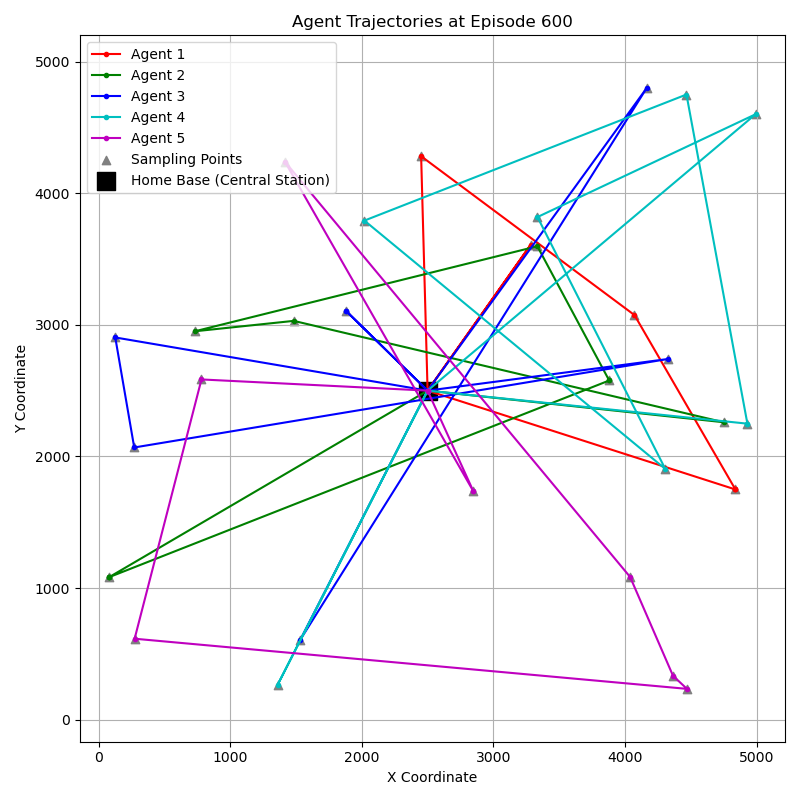 Agent Trajectories at Episode 600
Agent 1
Agent 2
Agent 3
Agent 4
Agent 5
Sampling Points
Home Base (Central Station)
5000
4000
3000
2000
1000
0
Y Coordinate
0 1000 2000 3000 4000 5000
X Coordinate